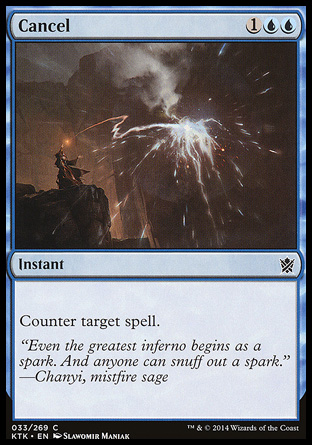 Cancel 1
Instant
Counter target spell.
“Even the greatest inferno begins as a
spark. And anyone can snuff out a spark.”
—Chanyi, mistfire sage
033/269 C
KTK • EN Slawomir Maniak ™ & © 2014 Wizards of the Coast